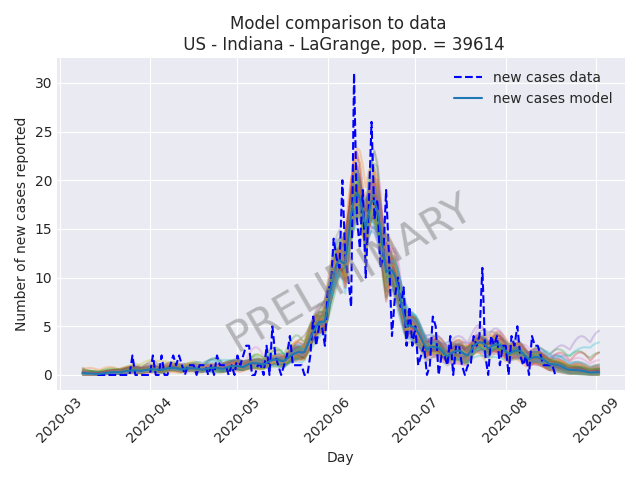 Model comparison to data
US - Indiana - LaGrange, pop. = 39614
new cases data
new cases model
Number of new cases reported
30
25
20
15
10
5
0
PRELIMINARY
2020-03
2020-04
2020-05
2020-06
2020-07
2020-08
2020-09
Day